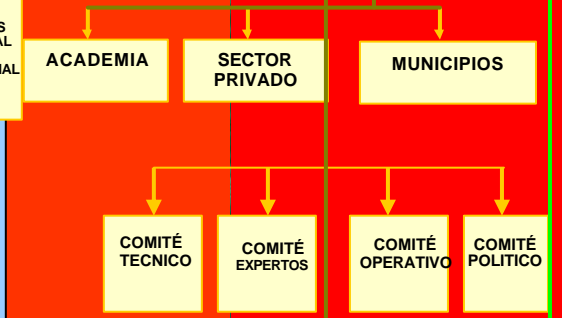 ACADEMIA
SECTOR
PRIVADO
MUNICIPIOS
COMITÉ
TECNICO
COMITÉ
EXPERTOS
COMITÉ
OPERATIVO
COMITÉ
POLITICO